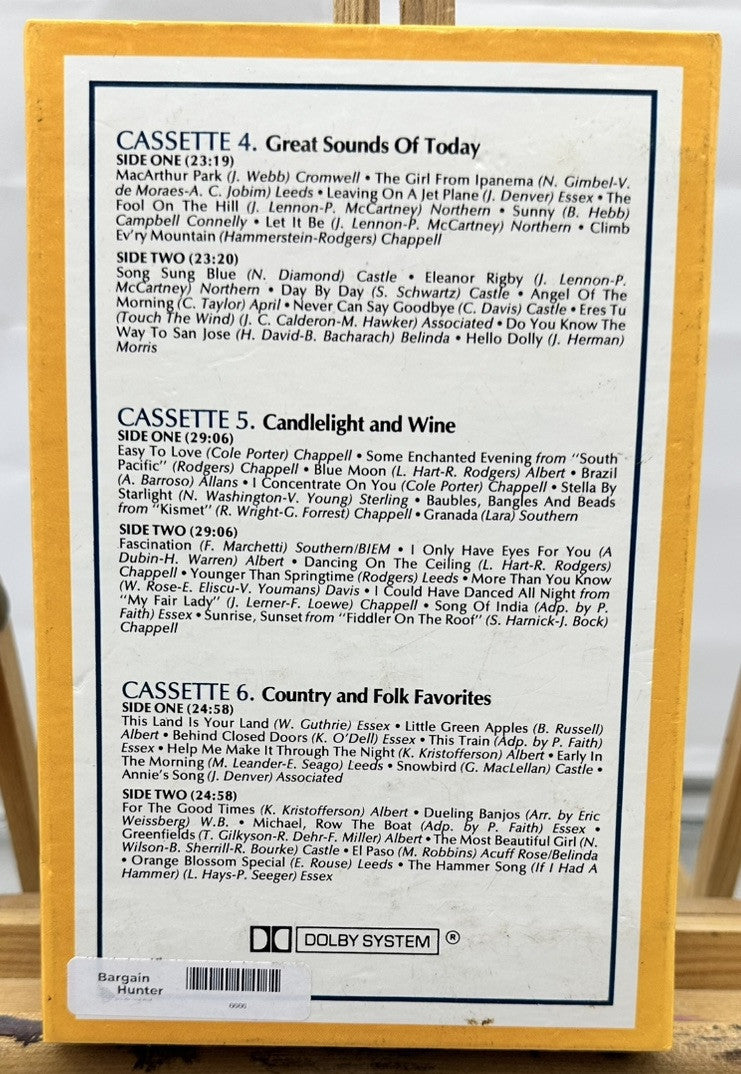 CASSETTE 4. Great Sounds Of Today
SIDE ONE (23:19)
MacArthur Park (J. Webb) Cromwell • The Girl From Ipanema (N. Gimbel-V.
de Moraes-A. C. Jobim) Leeds • Leaving On A Jet Plane (J. Denver) Essex • The
Fool On The Hill (J. Lennon-P. McCartney) Northern • Sunny (B. Hebb)
Campbell Connelly • Let It Be (J. Lennon-P. McCartney) Northern • Climb
Ev'ry Mountain (Hammerstein-Rodgers) Chappell
SIDE TWO (23:20)
Song Sung Blue (N. Diamond) Castle • Eleanor Rigby (J. Lennon-P.
McCartney) Northern • Day By Day (S. Schwartz) Castle • Angel Of The
Morning (C. Taylor) April • Never Can Say Goodbye (C. Davis) Castle • Eres Tu
(Touch The Wind) (J. C. Calderon-M. Hawker) Associated • Do You Know The
Way To San Jose (H. David-B. Bacharach) Belinda • Hello Dolly (J. Herman)
Morris
CASSETTE 5. Candlelight and Wine
SIDE ONE (29:06)
Easy To Love (Cole Porter) Chappell • Some Enchanted Evening from "South
Pacific" (Rodgers) Chappell • Blue Moon (L. Hart-R. Rodgers) Albert • Brazil
(A. Barroso) Allans • I Concentrate On You (Cole Porter) Chappell • Stella By
Starlight (N. Washington-V. Young) Sterling • Baubles, Bangles And Beads
from "Kismet" (R. Wright-G. Forrest) Chappell • Granada (Lara) Southern
SIDE TWO (29:06)
Fascination (F. Marchetti) Southern/BIEM • I Only Have Eyes For You (A
Dubin-H. Warren) Albert • Dancing On The Ceiling (L. Hart-R. Rodgers)
Chappell • Younger Than Springtime (Rodgers) Leeds • More Than You Know
(W. Rose-E. Eliscu-V. Youmans) Davis • I Could Have Danced All Night from
"My Fair Lady" (J. Lerner-F. Loewe) Chappell • Song Of India (Adp. by P.
Faith) Essex • Sunrise, Sunset from "Fiddler On The Roof" (S. Harnick-J. Bock)
Chappell
CASSETTE 6. Country and Folk Favorites
SIDE ONE (24:58)
This Land Is Your Land (W. Guthrie) Essex • Little Green Apples (B. Russell)
Albert • Behind Closed Doors (K. O'Dell) Essex • This Train (Adp. by P. Faith)
Essex • Help Me Make It Through The Night (K. Kristofferson) Albert • Early In
The Morning (M. Leander-E. Seago) Leeds • Snowbird (G. MacLellan) Castle •
Annie's Song (J. Denver) Associated
SIDE TWO (24:58)
For The Good Times (K. Kristofferson) Albert • Dueling Banjos (Arr. by Eric
Weissberg) W.B. • Michael, Row The Boat (Adp. by P. Faith) Essex •
Greenfields (T. Gilkyson-R. Dehr-F. Miller) Albert • The Most Beautiful Girl (N.
Wilson-B. Sherrill-R. Bourke) Castle • El Paso (M. Robbins) Acuff Rose/Belinda
• Orange Blossom Special (E. Rouse) Leeds • The Hammer Song (If I Had A
Hammer) (L. Hays-P. Seeger) Essex
DOLBY SYSTEM ®
Bargain
Hunter
6666